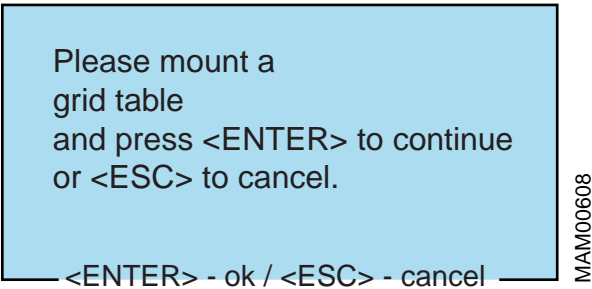 Please mount a
grid table
and press <ENTER> to continue
or <ESC> to cancel.
<ENTER> - ok / <ESC> - cancel
MAM00608